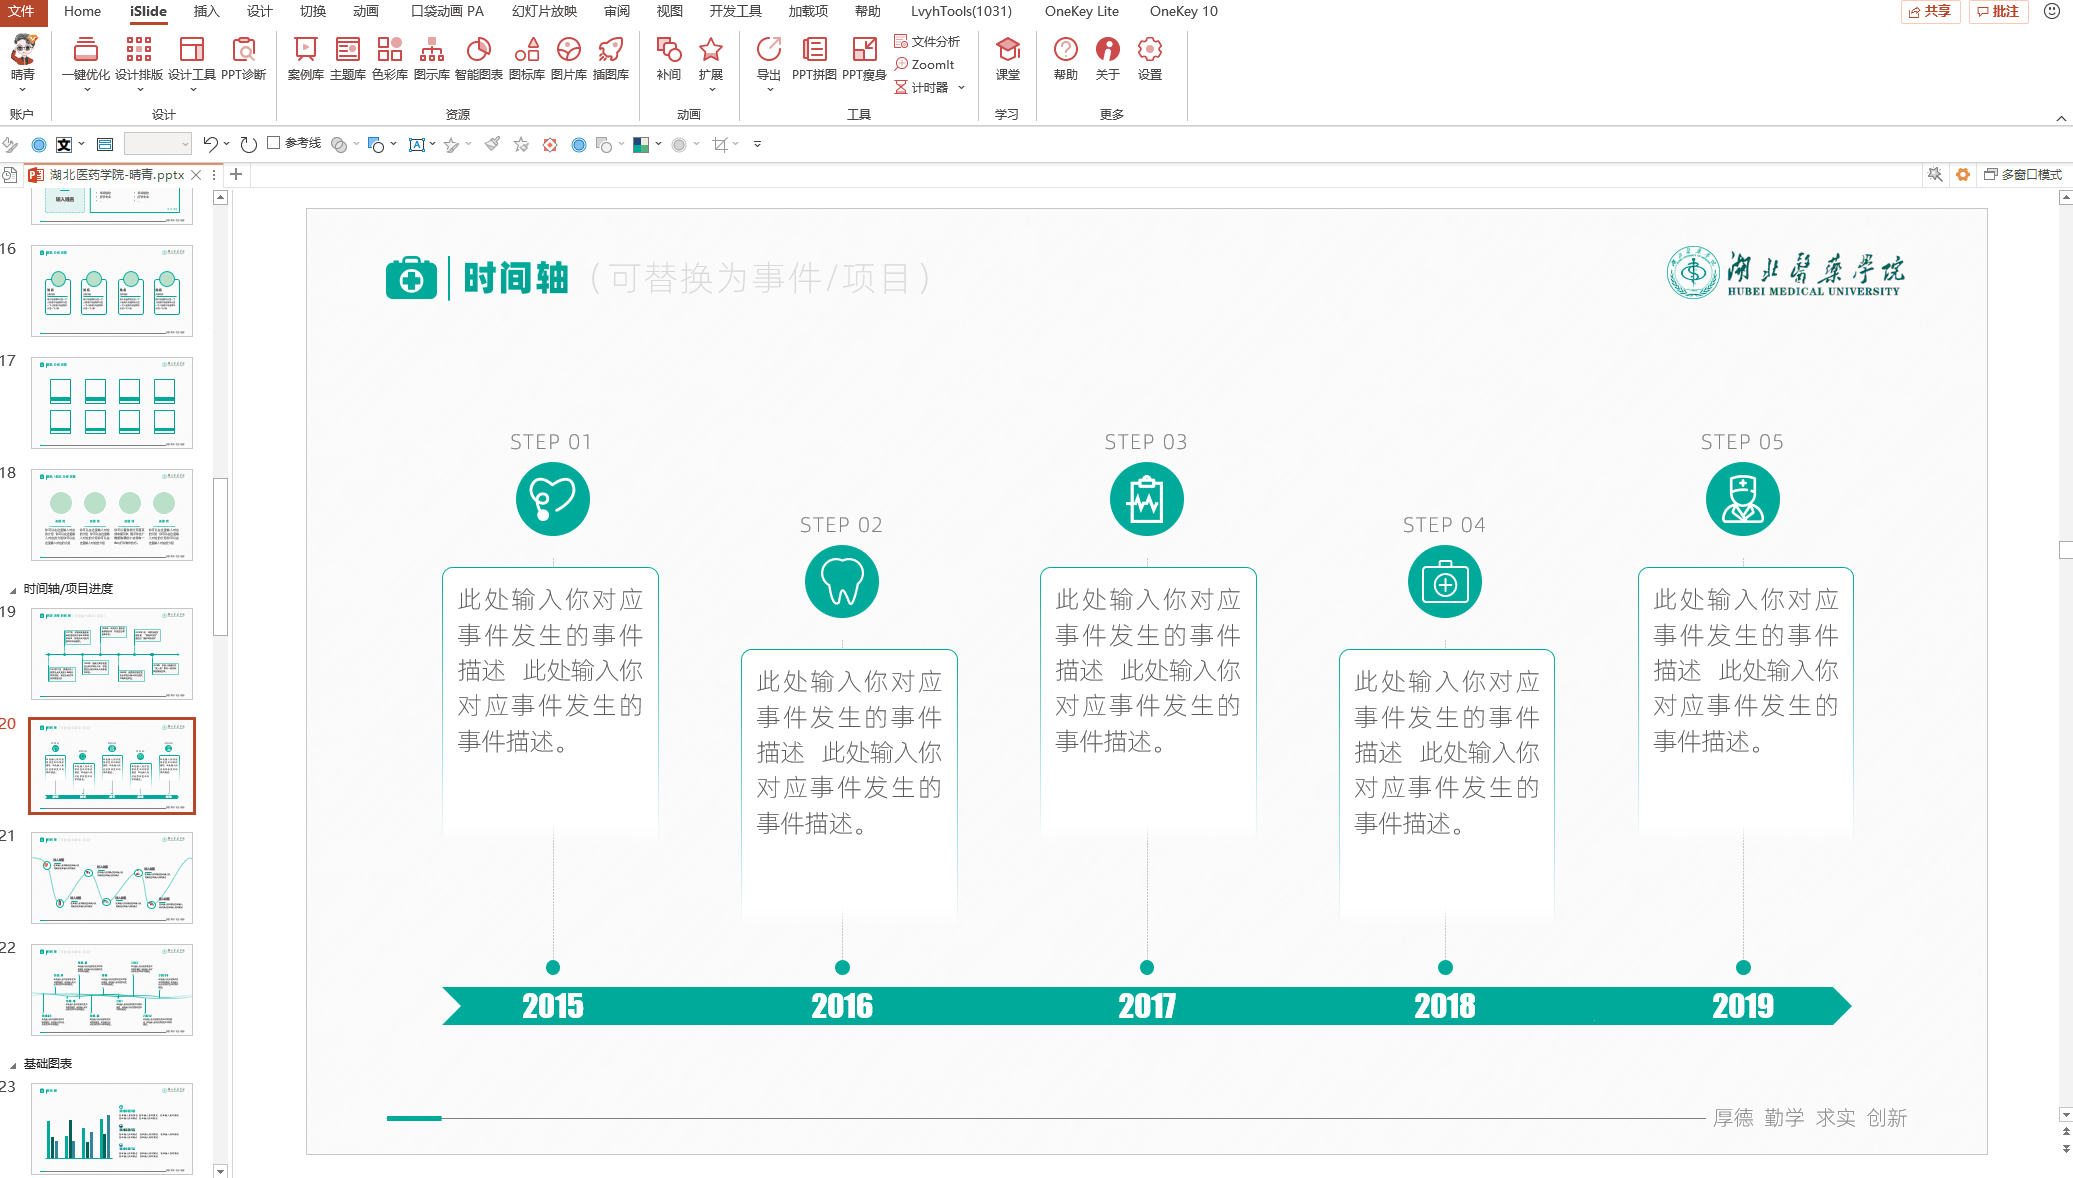 文件 Home iSlide 插入 设计 切换 动画 口袋动画 PA 幻灯片放映 审阅 视图 开发工具 加载项 帮助 LvyhTools(1031) OneKey Lite OneKey 10 共享 批注
晴青 一键优化 设计排版 设计工具 PPT诊断 案例库 主题库 色彩库 图示库 智能图表 图标库 图片库 插图库 补间 扩展 导出 PPT拼图 PPT瘦身 文件分析 ZoomIt 计时器 课堂 帮助 关于 设置
账户 设计 资源 动画 工具 学习 更多
文 参考线
湖北医药学院-晴青.pptx 多窗口模式
输入姓名
16
17
18
时间轴/项目进度
19
20
21
22
基础图表
23
时间轴（可替换为事件/项目）
湖北醫藥學院
HUBEI MEDICAL UNIVERSITY
STEP 01
此处输入你对应
事件发生的事件
描述 此处输入你
对应事件发生的
事件描述。
STEP 02
此处输入你对应
事件发生的事件
描述 此处输入你
对应事件发生的
事件描述。
STEP 03
此处输入你对应
事件发生的事件
描述 此处输入你
对应事件发生的
事件描述。
STEP 04
此处输入你对应
事件发生的事件
描述 此处输入你
对应事件发生的
事件描述。
STEP 05
此处输入你对应
事件发生的事件
描述 此处输入你
对应事件发生的
事件描述。
2015 2016 2017 2018 2019
厚德 勤学 求实 创新